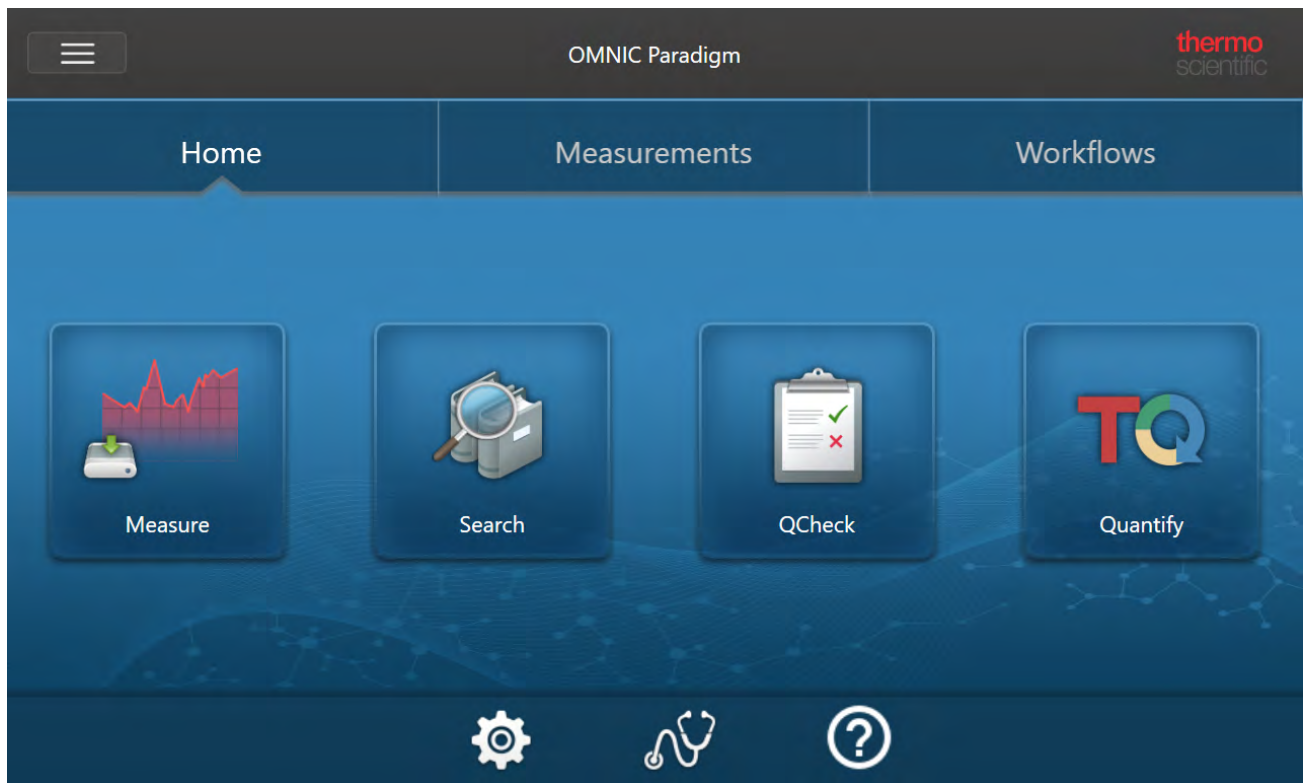 OMNIC Paradigm
thermo
scientific
Home
Measurements
Workflows
Measure
Search
QCheck
TQ
Quantify
?